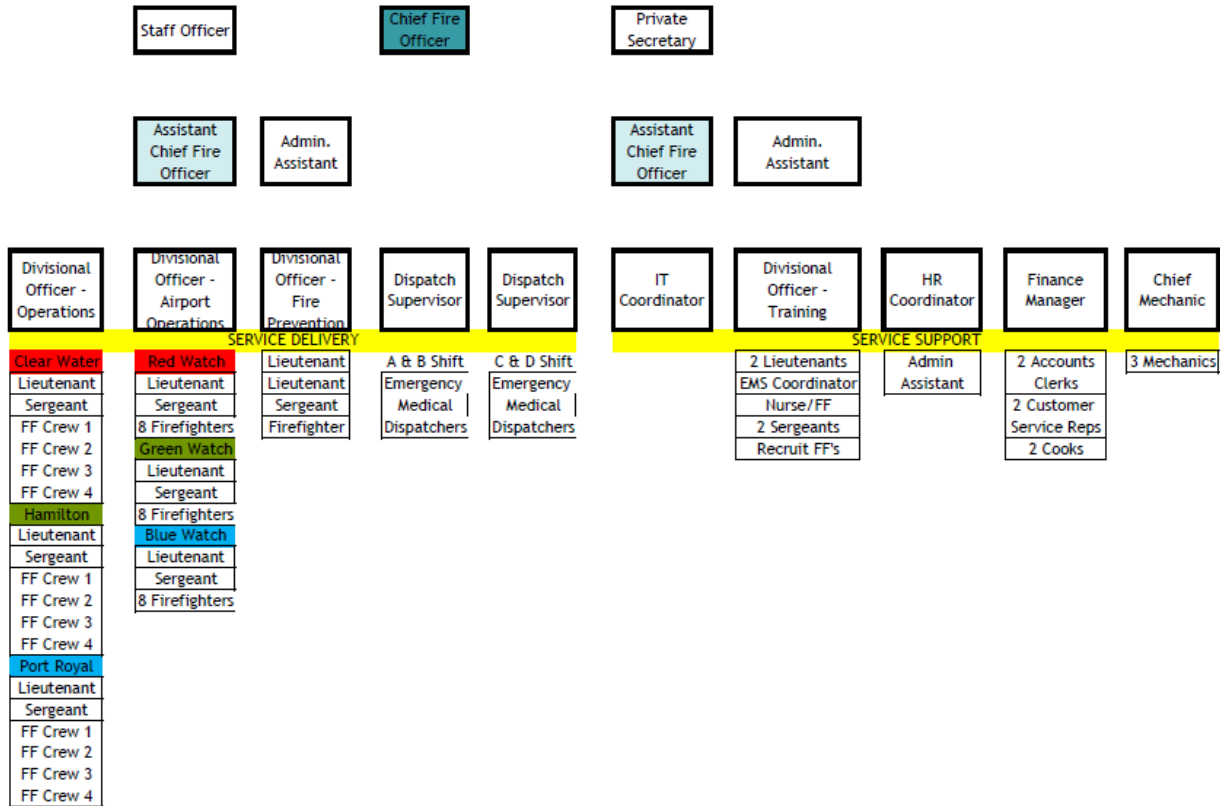 Staff Officer
Chief Fire
Officer
Private
Secretary
Assistant
Chief Fire
Officer
Admin.
Assistant
Assistant
Chief Fire
Officer
Admin.
Assistant
Divisional
Officer -
Operations
Divisional
Officer -
Airport
Operations
Divisional
Officer -
Fire
Prevention
Dispatch
Supervisor
Dispatch
Supervisor
IT
Coordinator
Divisional
Officer -
Training
HR
Coordinator
Finance
Manager
Chief
Mechanic
SERVICE DELIVERY
SERVICE SUPPORT
Clear Water
Lieutenant
Sergeant
FF Crew 1
FF Crew 2
FF Crew 3
FF Crew 4
Hamilton
Lieutenant
Sergeant
FF Crew 1
FF Crew 2
FF Crew 3
FF Crew 4
Port Royal
Lieutenant
Sergeant
FF Crew 1
FF Crew 2
FF Crew 3
FF Crew 4
Red Watch
Lieutenant
Sergeant
8 Firefighters
Green Watch
Lieutenant
Sergeant
8 Firefighters
Blue Watch
Lieutenant
Sergeant
8 Firefighters
Lieutenant
Lieutenant
Sergeant
Firefighter
A & B Shift
Emergency
Medical
Dispatchers
C & D Shift
Emergency
Medical
Dispatchers
2 Lieutenants
EMS Coordinator
Nurse/FF
2 Sergeants
Recruit FF's
Admin
Assistant
2 Accounts
Clerks
2 Customer
Service Reps
2 Cooks
3 Mechanics